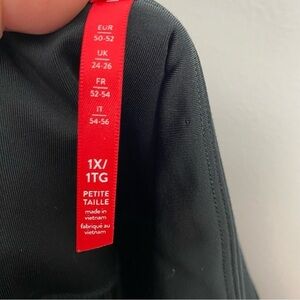 EUR
50-52
UK
24-26
FR
52-54
IT
54-56
1X/
1TG
PETITE
TAILLE
made in
vietnam
fabriqué au
vietnam